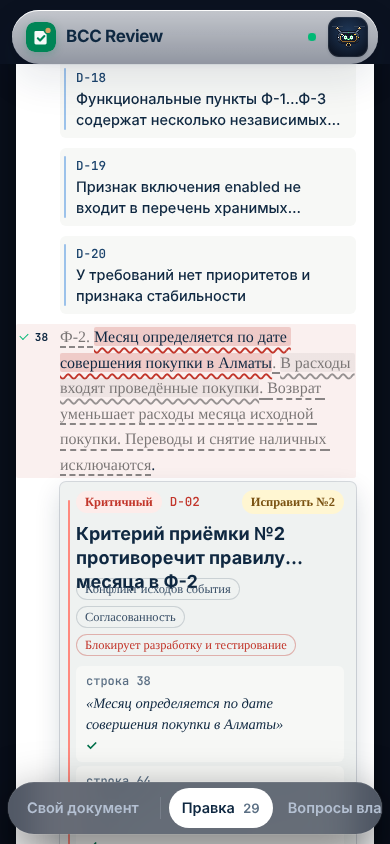 BCC Review
D-18
Функциональные пункты Ф-1...Ф-3
содержат несколько независимых...
D-19
Признак включения enabled не
входит в перечень хранимых...
D-20
У требований нет приоритетов и
признака стабильности
38 Ф-2. Месяц определяется по дате
совершения покупки в Алматы. В расходы
входят проведённые покупки. Возврат
уменьшает расходы месяца исходной
покупки. Переводы и снятие наличных
исключаются.
Критичный D-02 Исправить №2
Критерий приёмки №2
противоречит правилу...
месяца в Ф-2
Конфликт исходов события
Согласованность
Блокирует разработку и тестирование
строка 38
«Месяц определяется по дате
совершения покупки в Алматы»
строка 64
Свой документ Правка 29 Вопросы вла